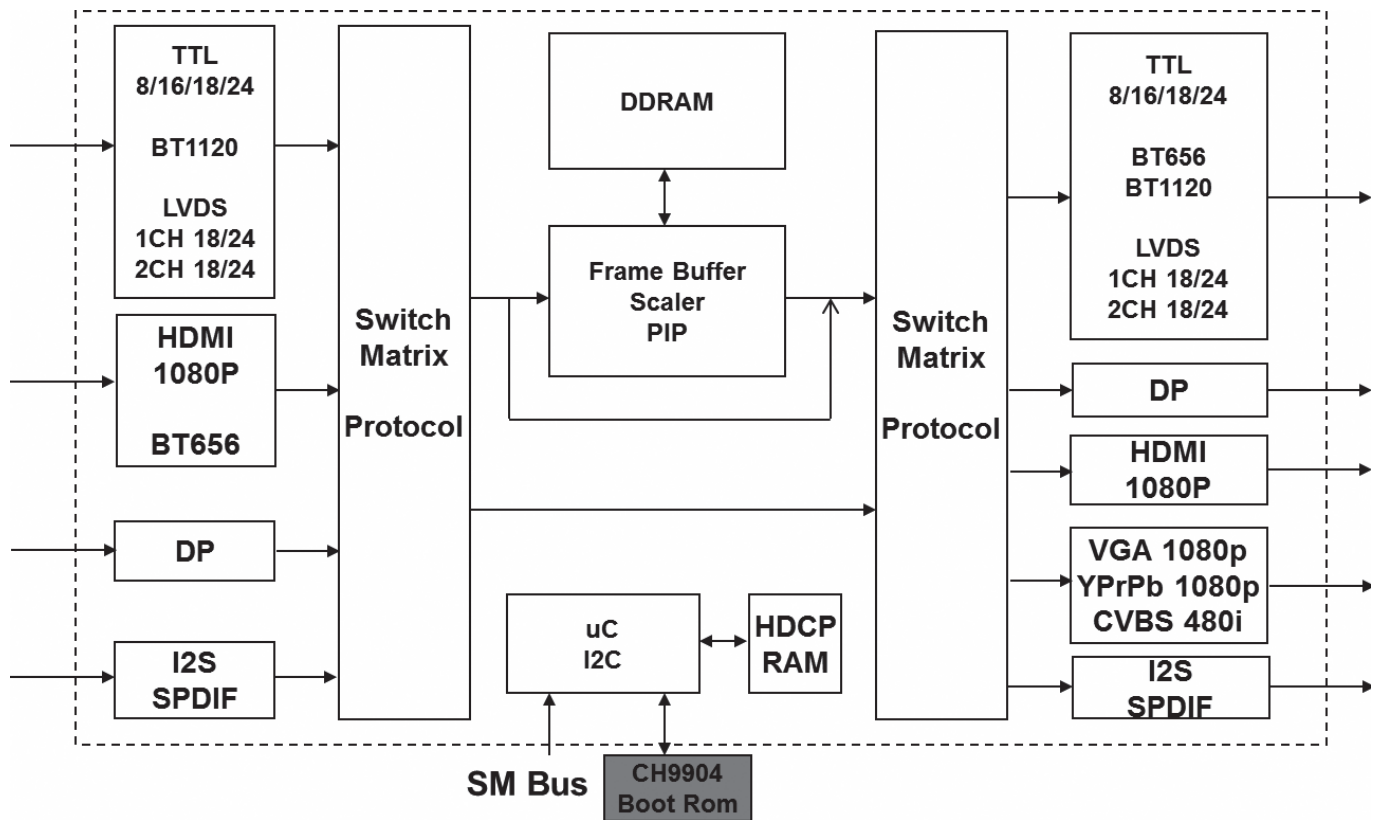 TTL
8/16/18/24
BT1120
LVDS
1CH 18/24
2CH 18/24
HDMI
1080P
BT656
DP
I2S
SPDIF
Switch
Matrix
Protocol
DDRAM
Frame Buffer
Scaler
PIP
uC
I2C
HDCP
RAM
SM Bus
CH9904
Boot Rom
Switch
Matrix
Protocol
TTL
8/16/18/24
BT656
BT1120
LVDS
1CH 18/24
2CH 18/24
DP
HDMI
1080P
VGA 1080p
YPrPb 1080p
CVBS 480i
I2S
SPDIF